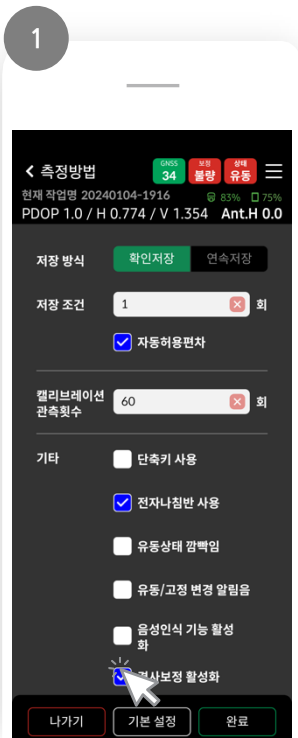 1
측정방법
GNSS 34
보정 불량
상태 유동
현재 작업명 20240104-1916 83% 75%
PDOP 1.0 / H 0.774 / V 1.354 Ant.H 0.0
저장 방식 확인저장 연속저장
저장 조건 1 회
자동허용편차
캘리브레이션
관측횟수 60 회
기타 단축키 사용
전자나침반 사용
유동상태 깜빡임
유동/고정 변경 알림음
음성인식 기능 활성
화
경사보정 활성화
나가기 기본 설정 완료